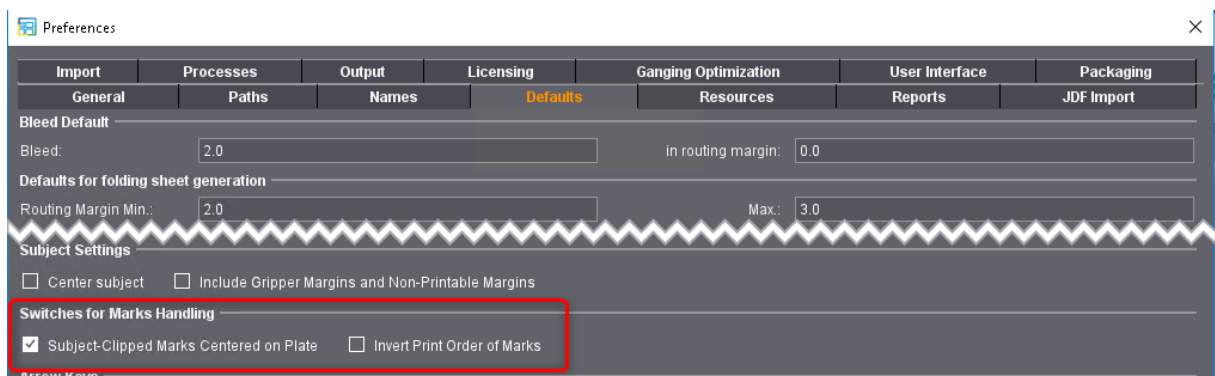 Preferences
Import Processes Output Licensing Ganging Optimization User Interface Packaging
General Paths Names Defaults Resources Reports JDF Import
Bleed Default
Bleed: 2.0 in routing margin: 0.0
Defaults for folding sheet generation
Routing Margin Min.: 2.0 Max.: 3.0
Subject Settings
Center subject Include Gripper Margins and Non-Printable Margins
Switches for Marks Handling
Subject-Clipped Marks Centered on Plate Invert Print Order of Marks
Arrow Keys